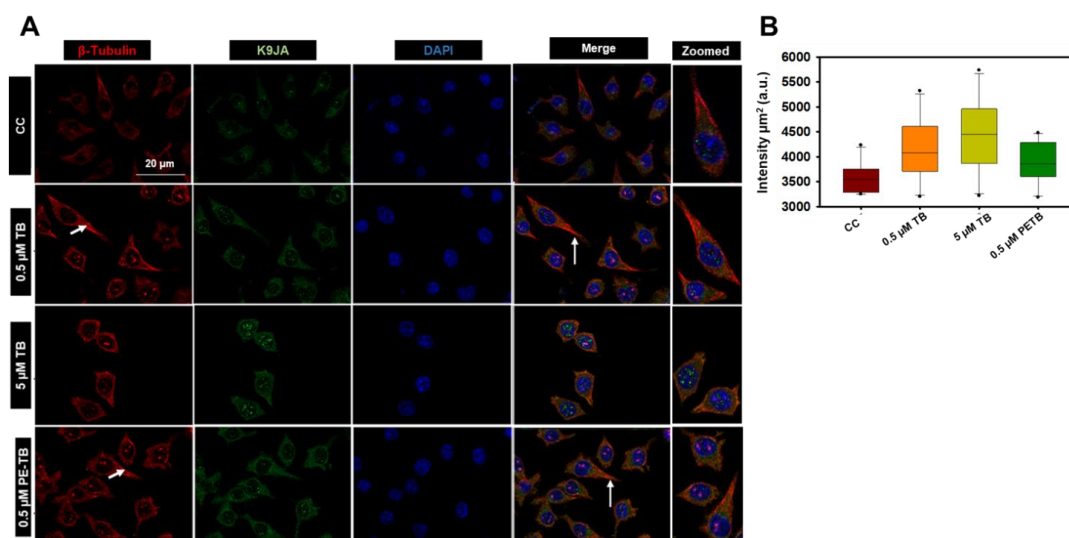 A
β-Tubulin K9JA DAPI Merge Zoomed
CC
20 μm
0.5 μM TB
5 μM TB
0.5 μM PE-TB
B
Intensity μm² (a.u.)
6000
5500
5000
4500
4000
3500
3000
CC
0.5 μM TB
5 μM TB
0.5 μM PETB